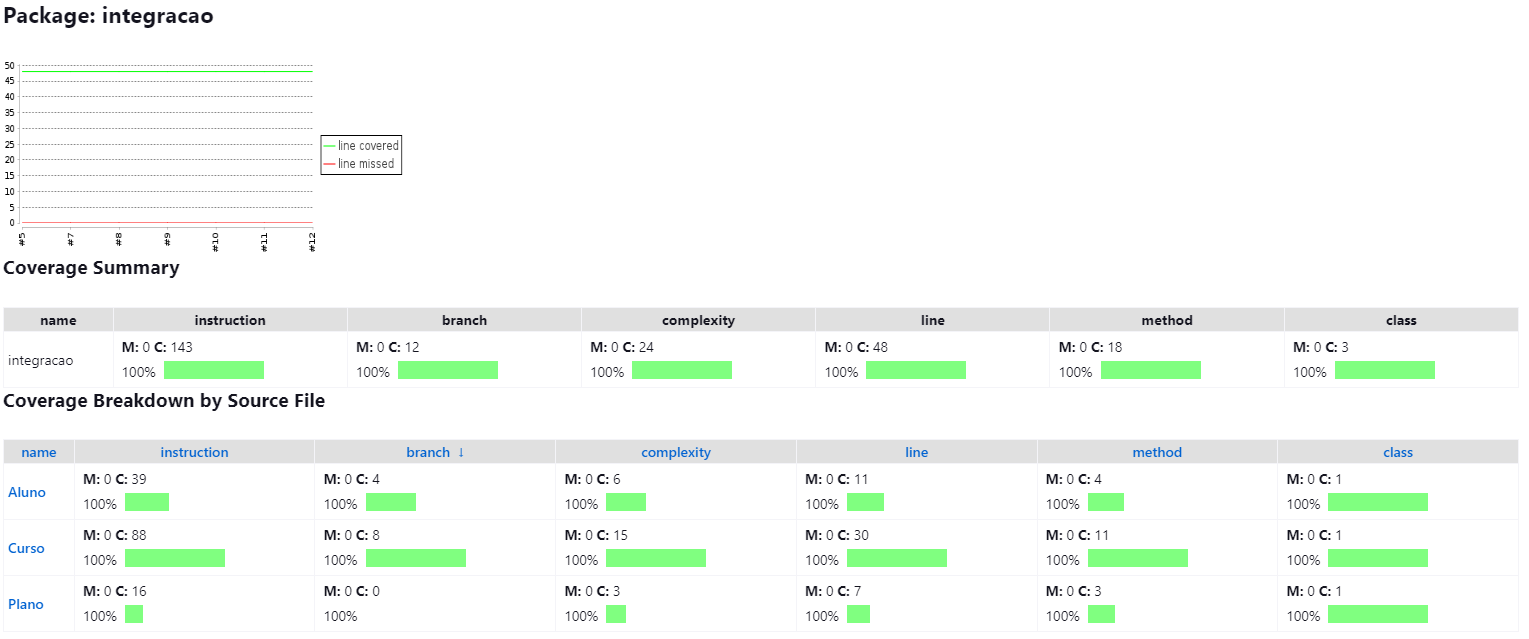 Package: integracao
50
45
40
35
30
25
20
15
10
5
0
line covered
line missed
#5 #7 #8 #9 #10 #11 #12
Coverage Summary
name instruction branch complexity line method class
integracao
M: 0 C: 143 M: 0 C: 12 M: 0 C: 24 M: 0 C: 48 M: 0 C: 18 M: 0 C: 3
100% 100% 100% 100% 100% 100%
Coverage Breakdown by Source File
name instruction branch ↓ complexity line method class
Aluno
M: 0 C: 39 M: 0 C: 4 M: 0 C: 6 M: 0 C: 11 M: 0 C: 4 M: 0 C: 1
100% 100% 100% 100% 100% 100%
Curso
M: 0 C: 88 M: 0 C: 8 M: 0 C: 15 M: 0 C: 30 M: 0 C: 11 M: 0 C: 1
100% 100% 100% 100% 100% 100%
Plano
M: 0 C: 16 M: 0 C: 0 M: 0 C: 3 M: 0 C: 7 M: 0 C: 3 M: 0 C: 1
100% 100% 100% 100% 100% 100%